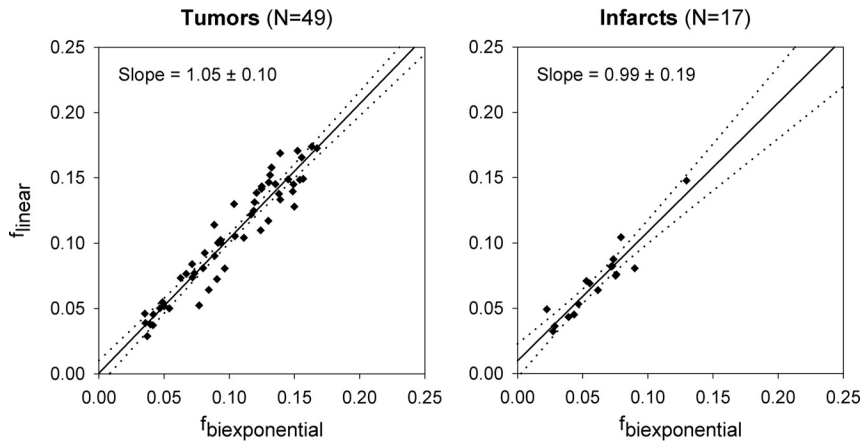 Tumors (N=49)
Infarcts (N=17)
0.25
0.20
0.15
0.10
0.05
0.00
f_linear
Slope = 1.05 ± 0.10
0.00 0.05 0.10 0.15 0.20 0.25
f_biexponential
0.25
0.20
0.15
0.10
0.05
0.00
Slope = 0.99 ± 0.19
0.00 0.05 0.10 0.15 0.20 0.25
f_biexponential